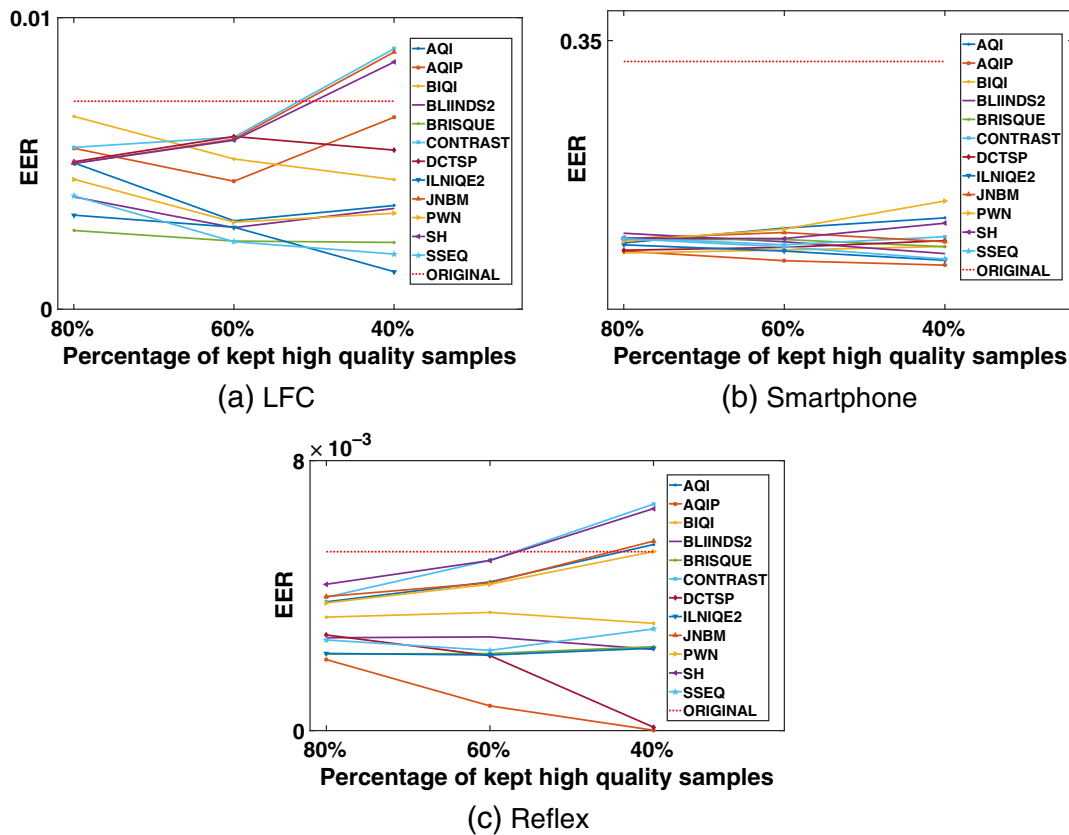 0.01
EER
0
80%
60%
40%
Percentage of kept high quality samples
AQI
AQIP
BIQI
BLIINDS2
BRISQUE
CONTRAST
DCTSP
ILNIQE2
JNBM
PWN
SH
SSEQ
ORIGINAL
(a) LFC
0.35
EER
0
80%
60%
40%
Percentage of kept high quality samples
AQI
AQIP
BIQI
BLIINDS2
BRISQUE
CONTRAST
DCTSP
ILNIQE2
JNBM
PWN
SH
SSEQ
ORIGINAL
(b) Smartphone
8 × 10⁻³
EER
0
80%
60%
40%
Percentage of kept high quality samples
AQI
AQIP
BIQI
BLIINDS2
BRISQUE
CONTRAST
DCTSP
ILNIQE2
JNBM
PWN
SH
SSEQ
ORIGINAL
(c) Reflex